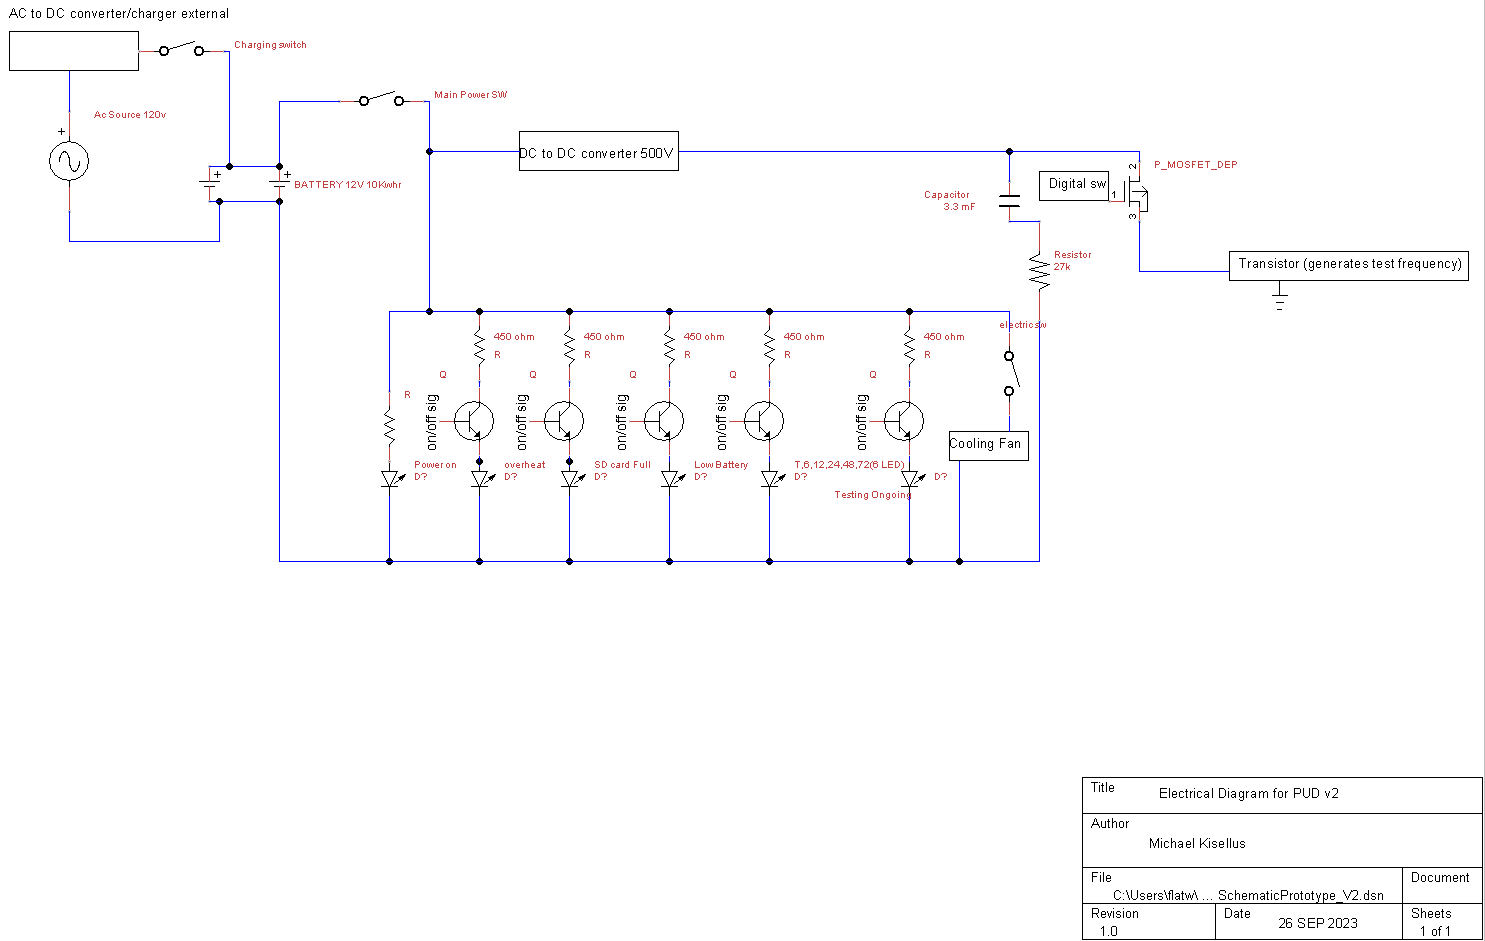 AC to DC converter/charger external
Charging switch
Main Power SW
Ac Source 120v
+
DC to DC converter 500V
P_MOSFET_DEP
2
+
+
BATTERY 12V 10Kwhr
Capacitor
3.3 mF
Digital sw
1
3
Resistor
27k
Transistor (generates test frequency)
electricsw
450 ohm
R
450 ohm
R
450 ohm
R
450 ohm
R
450 ohm
R
Q
Q
Q
Q
Q
R
on/off sig
on/off sig
on/off sig
on/off sig
on/off sig
Cooling Fan
Power on
D?
overheat
D?
SD card Full
D?
Low Battery
D?
T,6,12,24,48,72(6 LED)
D?
D?
Testing Ongoing
Title
Electrical Diagram for PUD v2
Author
Michael Kisellus
File
C:\Users\flatw\ ... SchematicPrototype_V2.dsn
Document
Revision
1.0
Date
26 SEP 2023
Sheets
1 of 1